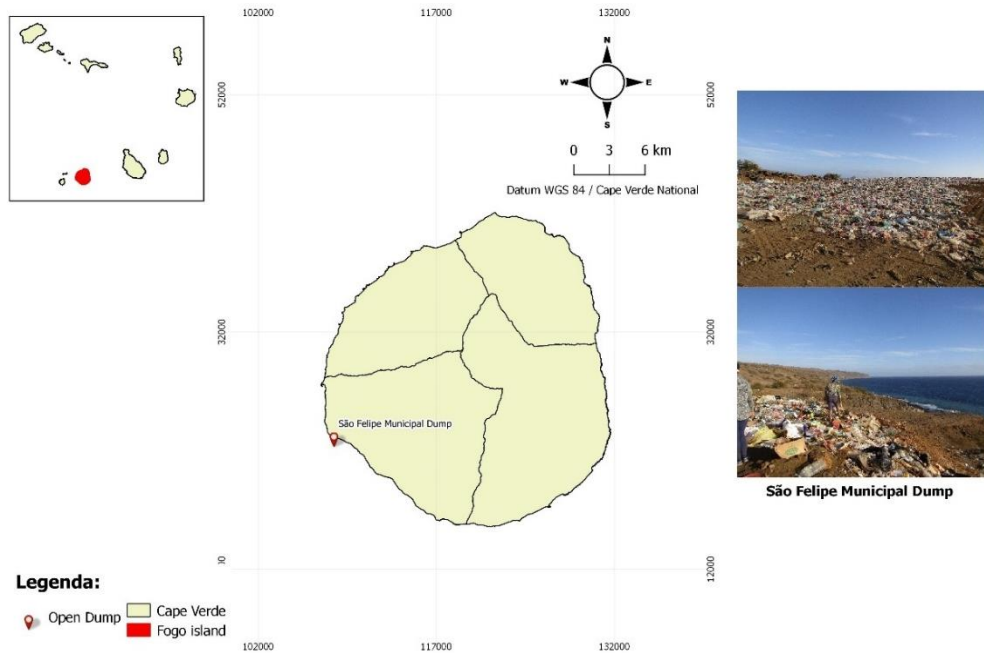 102000
117000
132000
52000
52000
N
W
E
S
0 3 6 km
Datum WGS 84 / Cape Verde National
32000
32000
São Felipe Municipal Dump
São Felipe Municipal Dump
12000
Legenda:
Open Dump
Cape Verde
Fogo island
102000
117000
132000